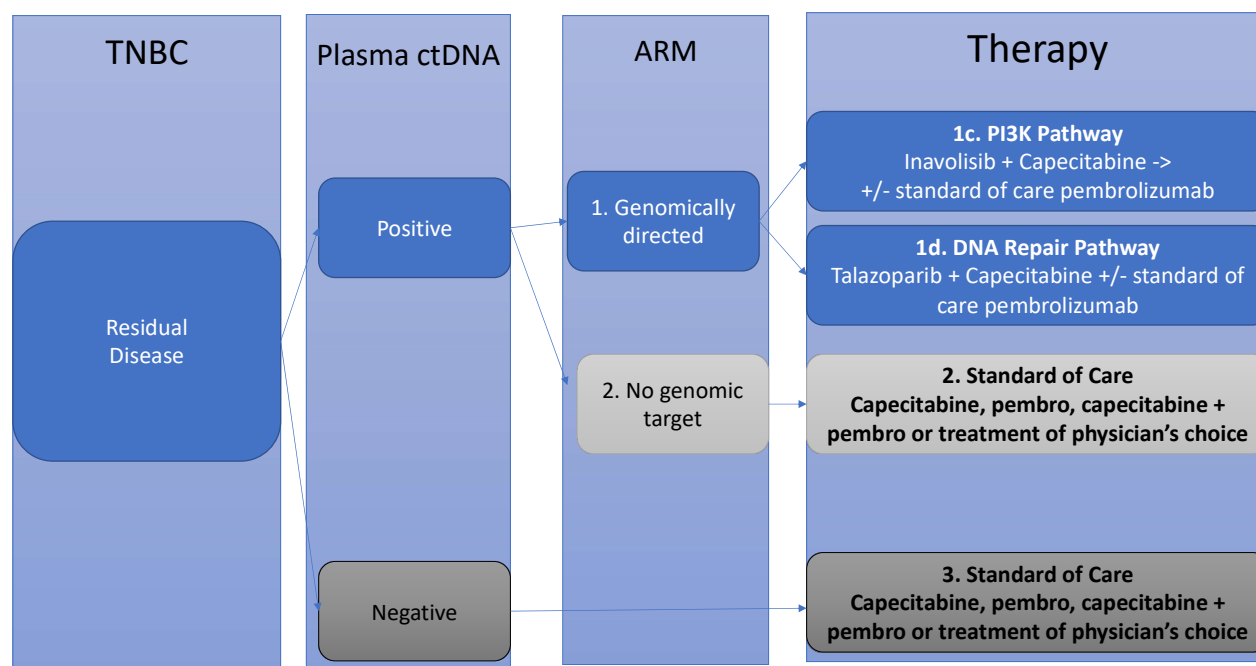 TNBC
Plasma ctDNA
ARM
Therapy
Residual
Disease
Positive
Negative
1. Genomically
directed
2. No genomic
target
1c. PI3K Pathway
Inavolisib + Capecitabine ->
+/- standard of care pembrolizumab
1d. DNA Repair Pathway
Talazoparib + Capecitabine +/- standard of
care pembrolizumab
2. Standard of Care
Capecitabine, pembro, capecitabine +
pembro or treatment of physician’s choice
3. Standard of Care
Capecitabine, pembro, capecitabine +
pembro or treatment of physician’s choice